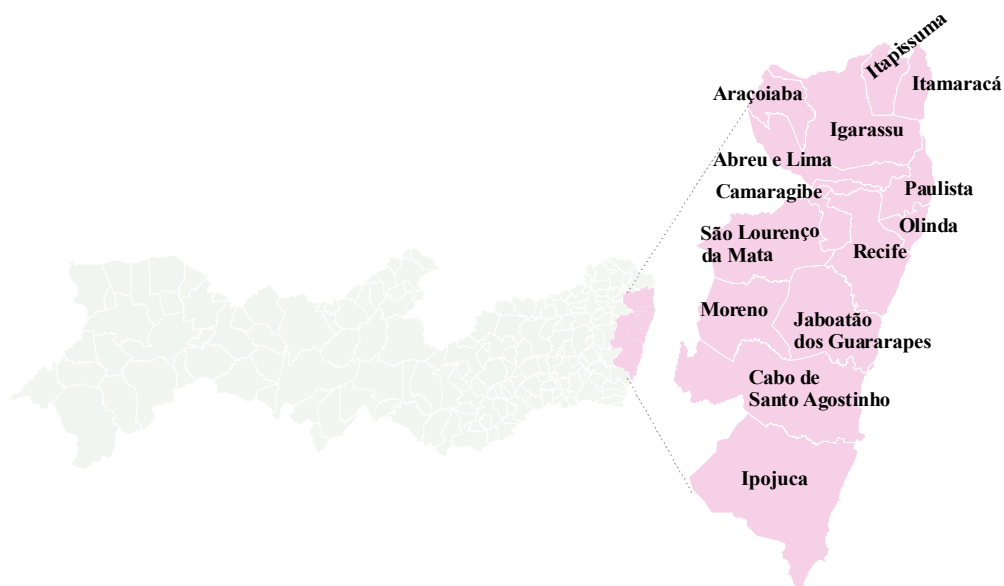 Itapissuma
Itamaracá
Araçoiaba
Igarassu
Abreu e Lima
Camaragibe
Paulista
Olinda
São Lourenço
da Mata
Recife
Moreno
Jaboatão
dos Guararapes
Cabo de
Santo Agostinho
Ipojuca